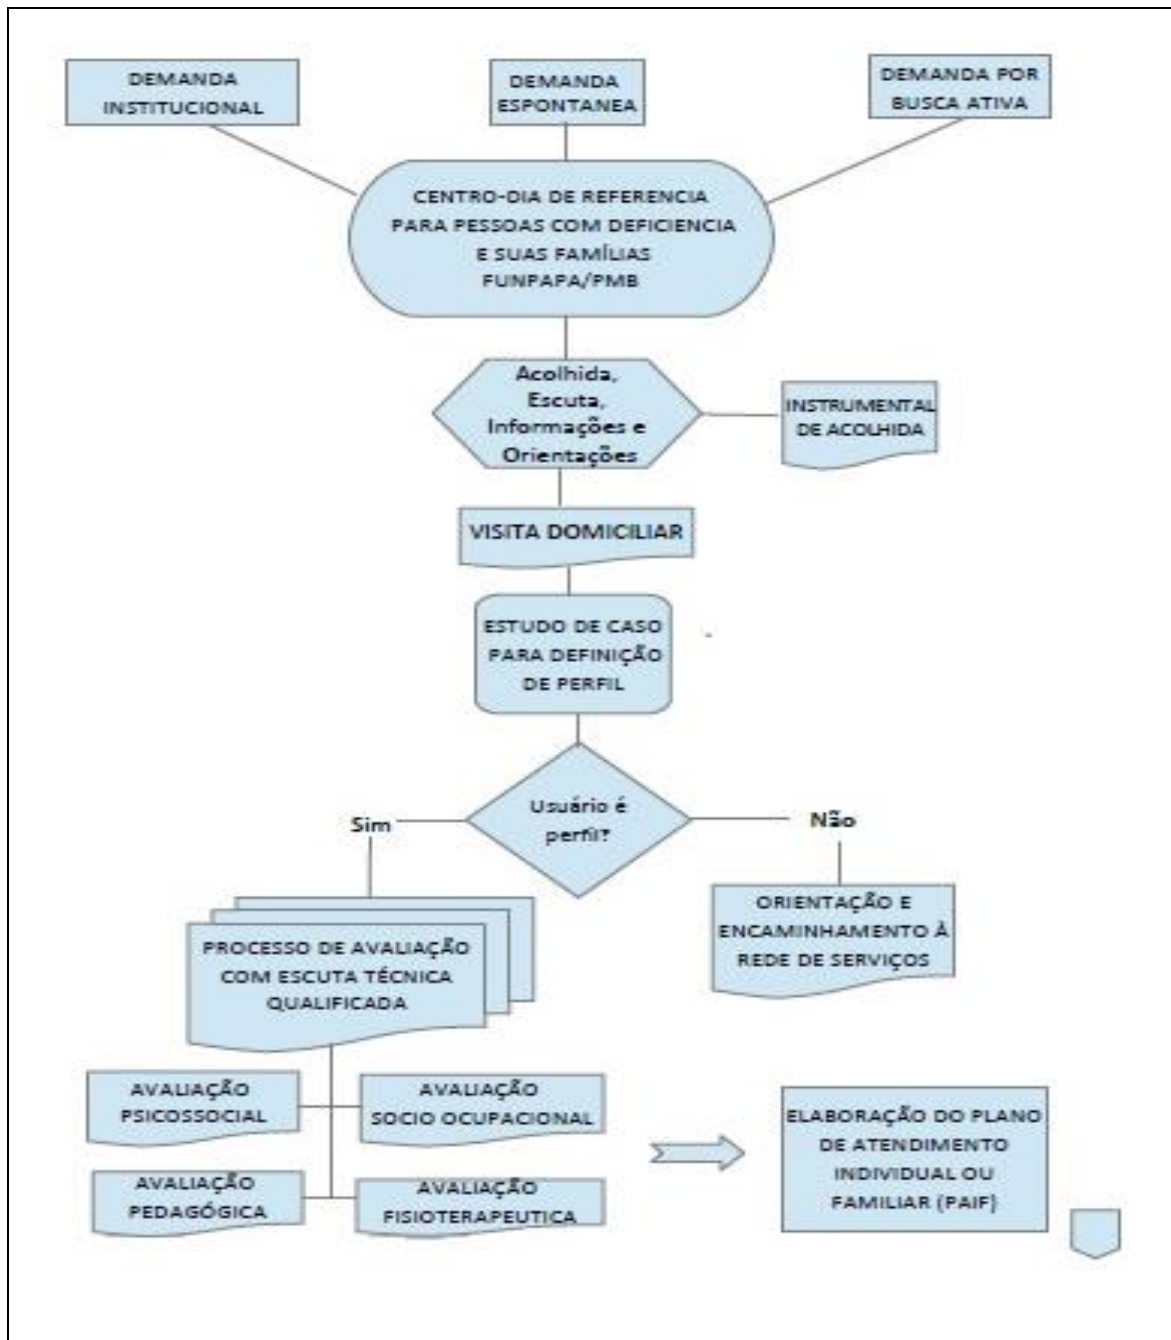 DEMANDA
INSTITUCIONAL
DEMANDA
ESPONTANEA
DEMANDA POR
BUSCA ATIVA
CENTRO-DIA DE REFERENCIA
PARA PESSOAS COM DEFICIENCIA
E SUAS FAMÍLIAS
FUNPAPA/PMB
Acolhida,
Escuta,
Informações e
Orientações
INSTRUMENTAL
DE ACOLHIDA
VISITA DOMICILIAR
ESTUDO DE CASO
PARA DEFINIÇÃO
DE PERFIL
Usuário é
perfil?
Sim
Não
PROCESSO DE AVALIAÇÃO
COM ESCUTA TÉCNICA
QUALIFICADA
ORIENTAÇÃO E
ENCAMINHAMENTO À
REDE DE SERVIÇOS
AVALIAÇÃO
PSICOSSOCIAL
AVALIAÇÃO
SOCIO OCUPACIONAL
AVALIAÇÃO
PEDAGÓGICA
AVALIAÇÃO
FISIOTERAPEUTICA
ELABORAÇÃO DO PLANO
DE ATENDIMENTO
INDIVIDUAL OU
FAMILIAR (PAIF)